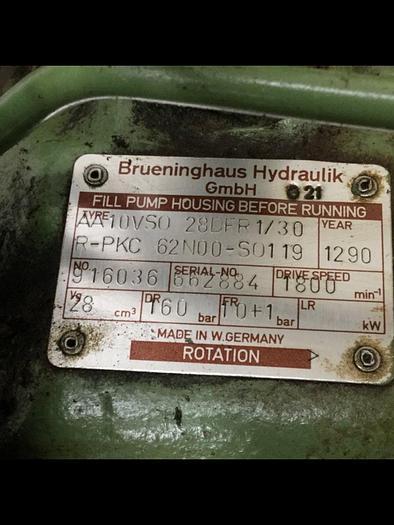 Brueninghaus Hydraulik
GmbH 021
FILL PUMP HOUSING BEFORE RUNNING
TYPE AA10VSO 28DFR1/30 YEAR
R-PKC 62N00-SO119 1290
NO 916036 SERIAL-NO. 662884 DRIVE SPEED 1800 min⁻¹
Vg 28 cm³ DR 160 bar FR 10+1 bar LR kW
MADE IN W.GERMANY
ROTATION